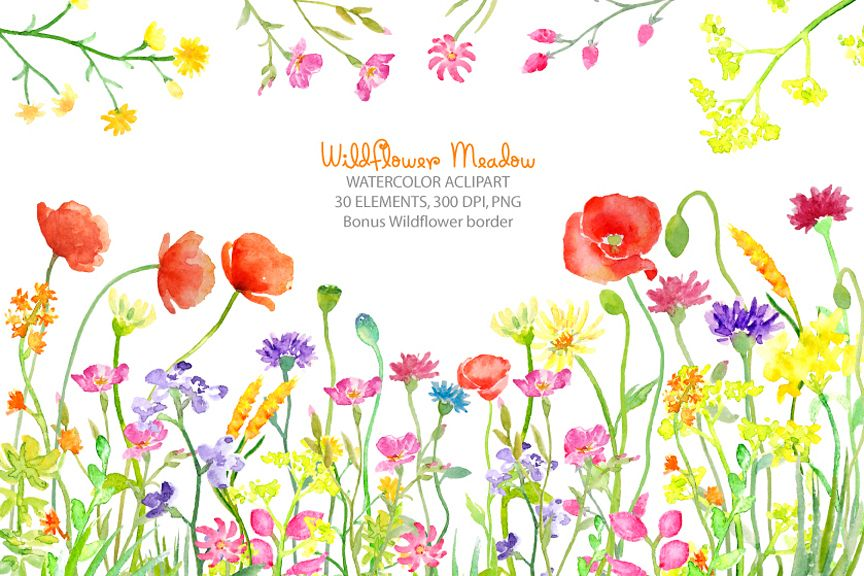 Wildflower Meadow
WATERCOLOR ACLIPART
30 ELEMENTS, 300 DPI, PNG
Bonus Wildflower border